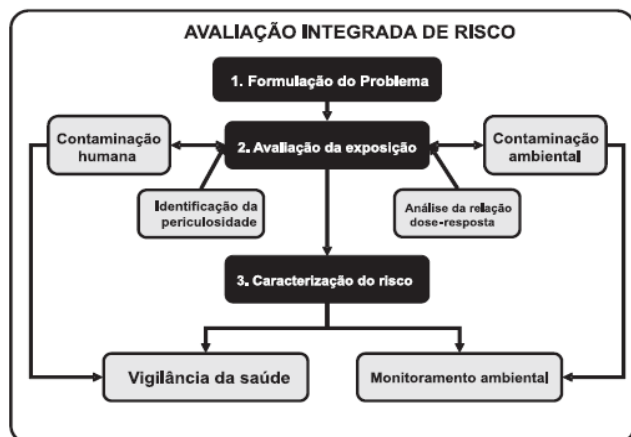 AVALIAÇÃO INTEGRADA DE RISCO
1. Formulação do Problema
Contaminação
humana
2. Avaliação da exposição
Contaminação
ambiental
Identificação da
periculosidade
Análise da relação
dose-resposta
3. Caracterização do risco
Vigilância da saúde
Monitoramento ambiental